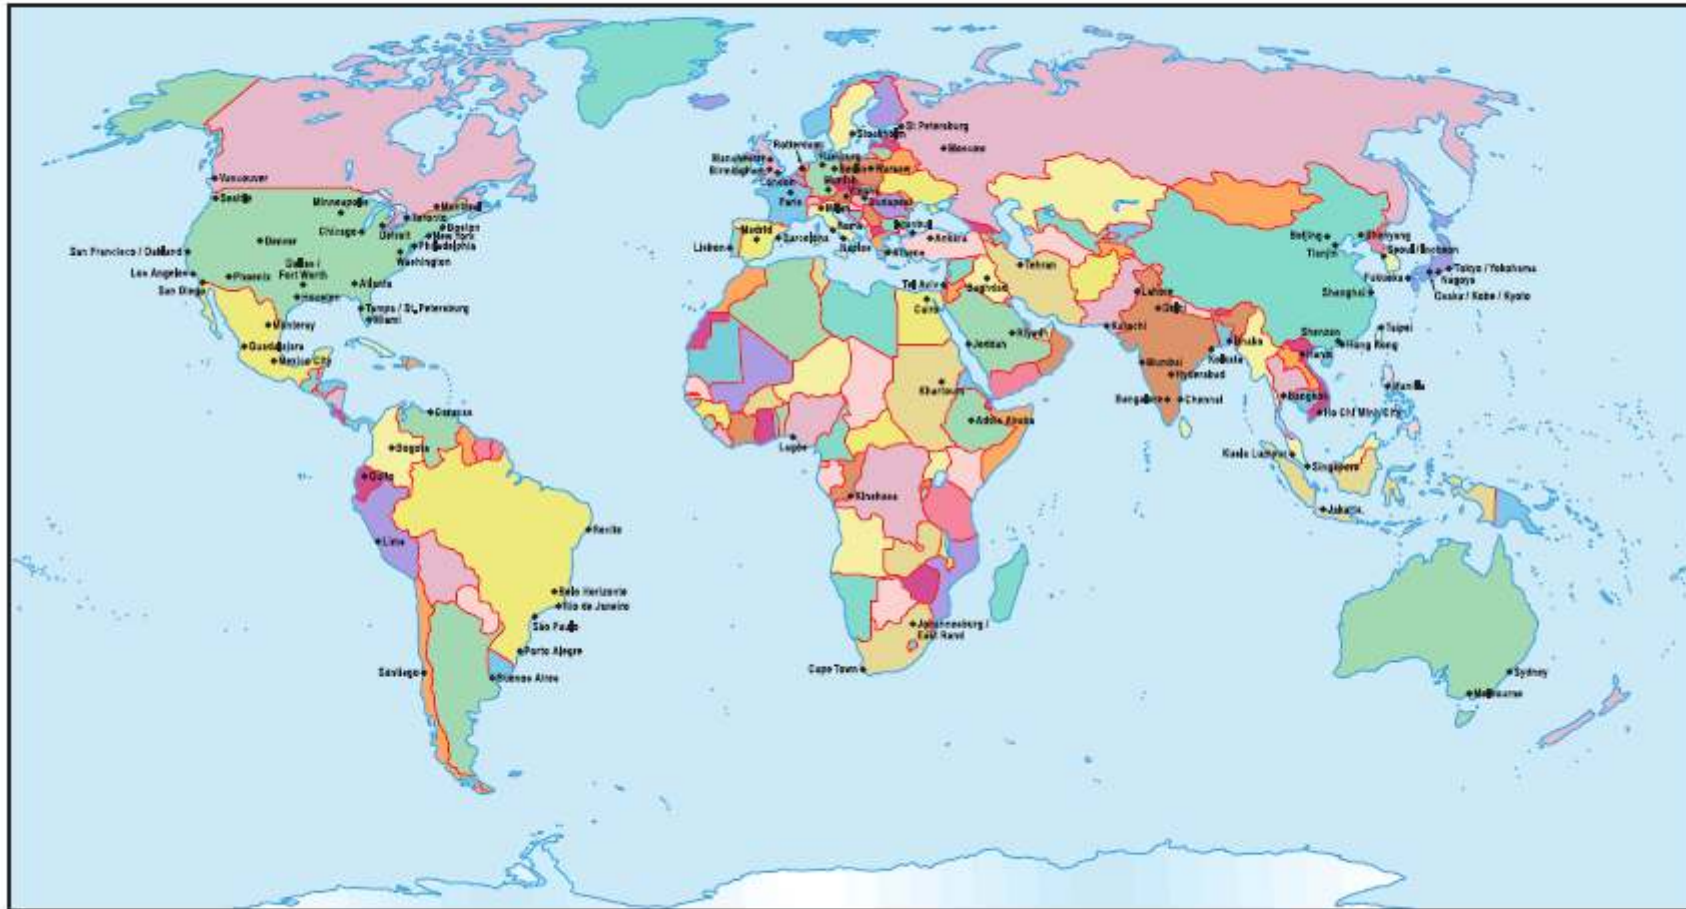 St Petersburg
Stockholm
Moscow
Rotterdam
Hamburg
Manchester
Birmingham
Berlin
Warsaw
London
Munich
Vancouver
Paris
Budapest
Seattle
Minneapolis
Montreal
Milan
Toronto
Boston
Rome
Istanbul
Chicago
Detroit
New York
Madrid
Barcelona
Naples
Ankara
Beijing
Shenyang
Denver
Philadelphia
Lisbon
Athens
Tianjin
Seoul / Incheon
San Francisco / Oakland
Washington
Dallas /
Fort Worth
Tehran
Tokyo / Yokohama
Los Angeles
Phoenix
Atlanta
Tel Aviv
Baghdad
Lahore
Fukuoka
Nagoya
San Diego
Houston
Cairo
Shanghai
Osaka / Kobe / Kyoto
Tampa / St. Petersburg
Miami
Delhi
Monterey
Karachi
Shenzen
Taipei
Guadalajara
Riyadh
Dhaka
Hong Kong
Mexico City
Jeddah
Mumbai
Kolkata
Hanoi
Hyderabad
Khartoum
Manila
Caracas
Bangalore
Chennai
Bangkok
Ho Chi Minh City
Addis Ababa
Bogota
Lagos
Kuala Lumpur
Singapore
Quito
Kinshasa
Jakarta
Recife
Lima
Belo Horizonte
Rio de Janeiro
São Paulo
Johannesburg /
East Rand
Porto Alegre
Santiago
Buenos Aires
Cape Town
Sydney
Melbourne